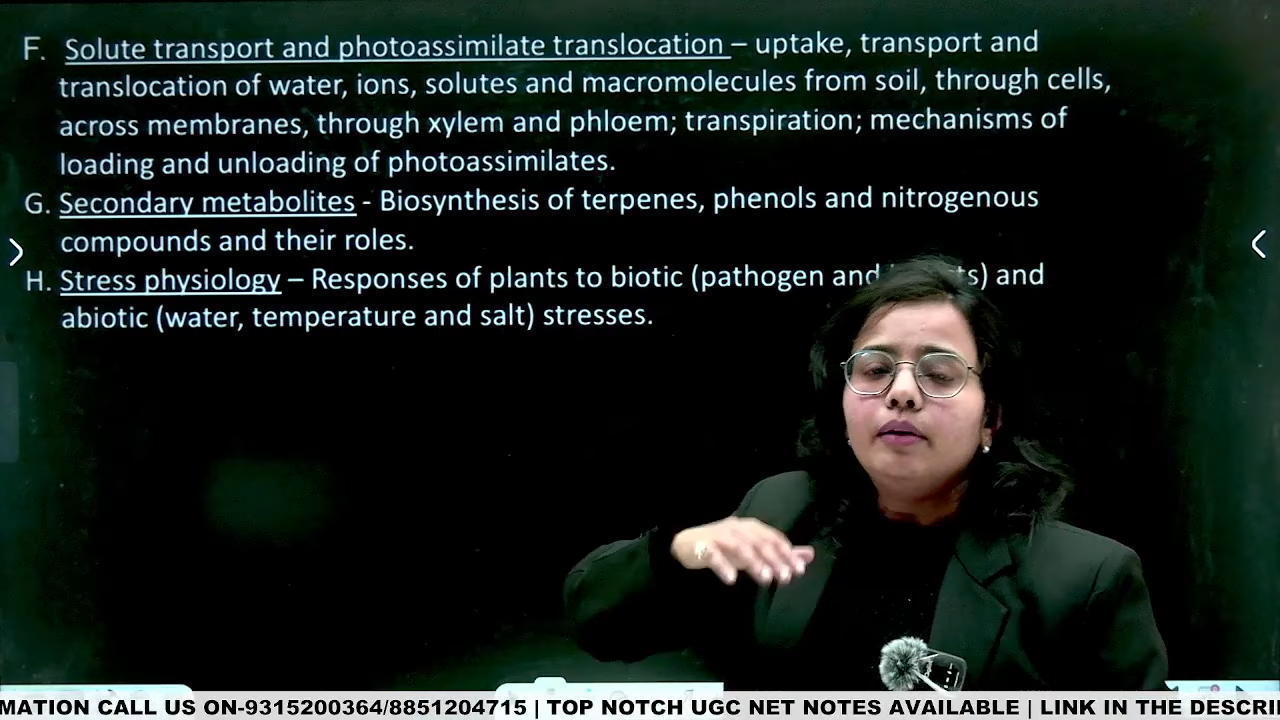 F. Solute transport and photoassimilate translocation – uptake, transport and
translocation of water, ions, solutes and macromolecules from soil, through cells,
across membranes, through xylem and phloem; transpiration; mechanisms of
loading and unloading of photoassimilates.
G. Secondary metabolites - Biosynthesis of terpenes, phenols and nitrogenous
compounds and their roles.
H. Stress physiology – Responses of plants to biotic (pathogen and) and
abiotic (water, temperature and salt) stresses.
MATION CALL US ON-9315200364/8851204715 | TOP NOTCH UGC NET NOTES AVAILABLE | LINK IN THE DESCRI